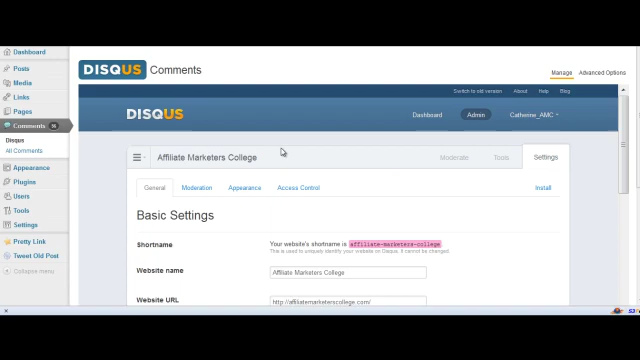 Dashboard
Posts
Media
Links
Pages
Comments
Disqus
All Comments
Appearance
Plugins
Users
Tools
Settings
Pretty Link
Tweet Old Post
Collapse menu
DISQUS Comments
Manage Advanced Options
Switch to old version About Help Blog
DISQUS Dashboard Admin Catherine_AMC
Affiliate Marketers College Moderate Tools Settings
General Moderation Appearance Access Control Install
Basic Settings
Shortname Your website's shortname is affiliate-marketers-college
This is used to uniquely identify your website on Disqus. It cannot be changed.
Website name Affiliate Marketers College
Website URL http://affiliatemarketerscollege.com/